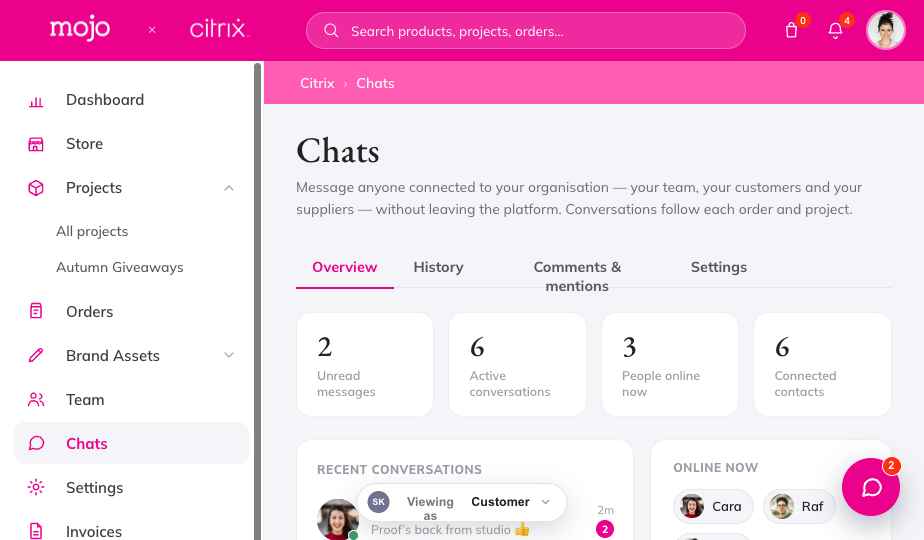 mojo × citrix
Search products, projects, orders...
0
4
Citrix › Chats
Dashboard
Store
Projects
All projects
Autumn Giveaways
Orders
Brand Assets
Team
Chats
Settings
Invoices
Chats
Message anyone connected to your organisation — your team, your customers and your
suppliers — without leaving the platform. Conversations follow each order and project.
Overview
History
Comments &
mentions
Settings
2
Unread
messages
6
Active
conversations
3
People online
now
6
Connected
contacts
RECENT CONVERSATIONS
2m
Proof's back from studio 👍
2
SK
Viewing
as
Customer
ONLINE NOW
Cara
Raf
2